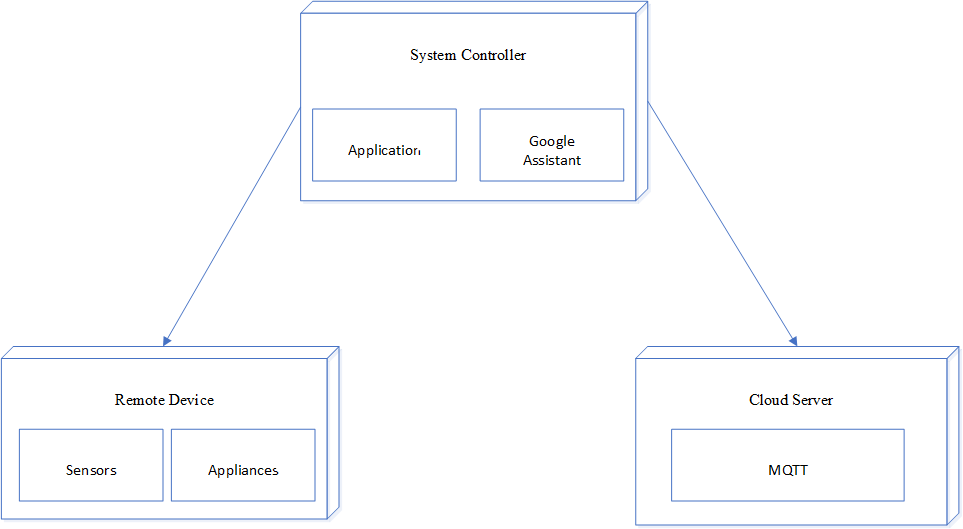 System Controller
Application
Google
Assistant
Remote Device
Cloud Server
Sensors
Appliances
MQTT